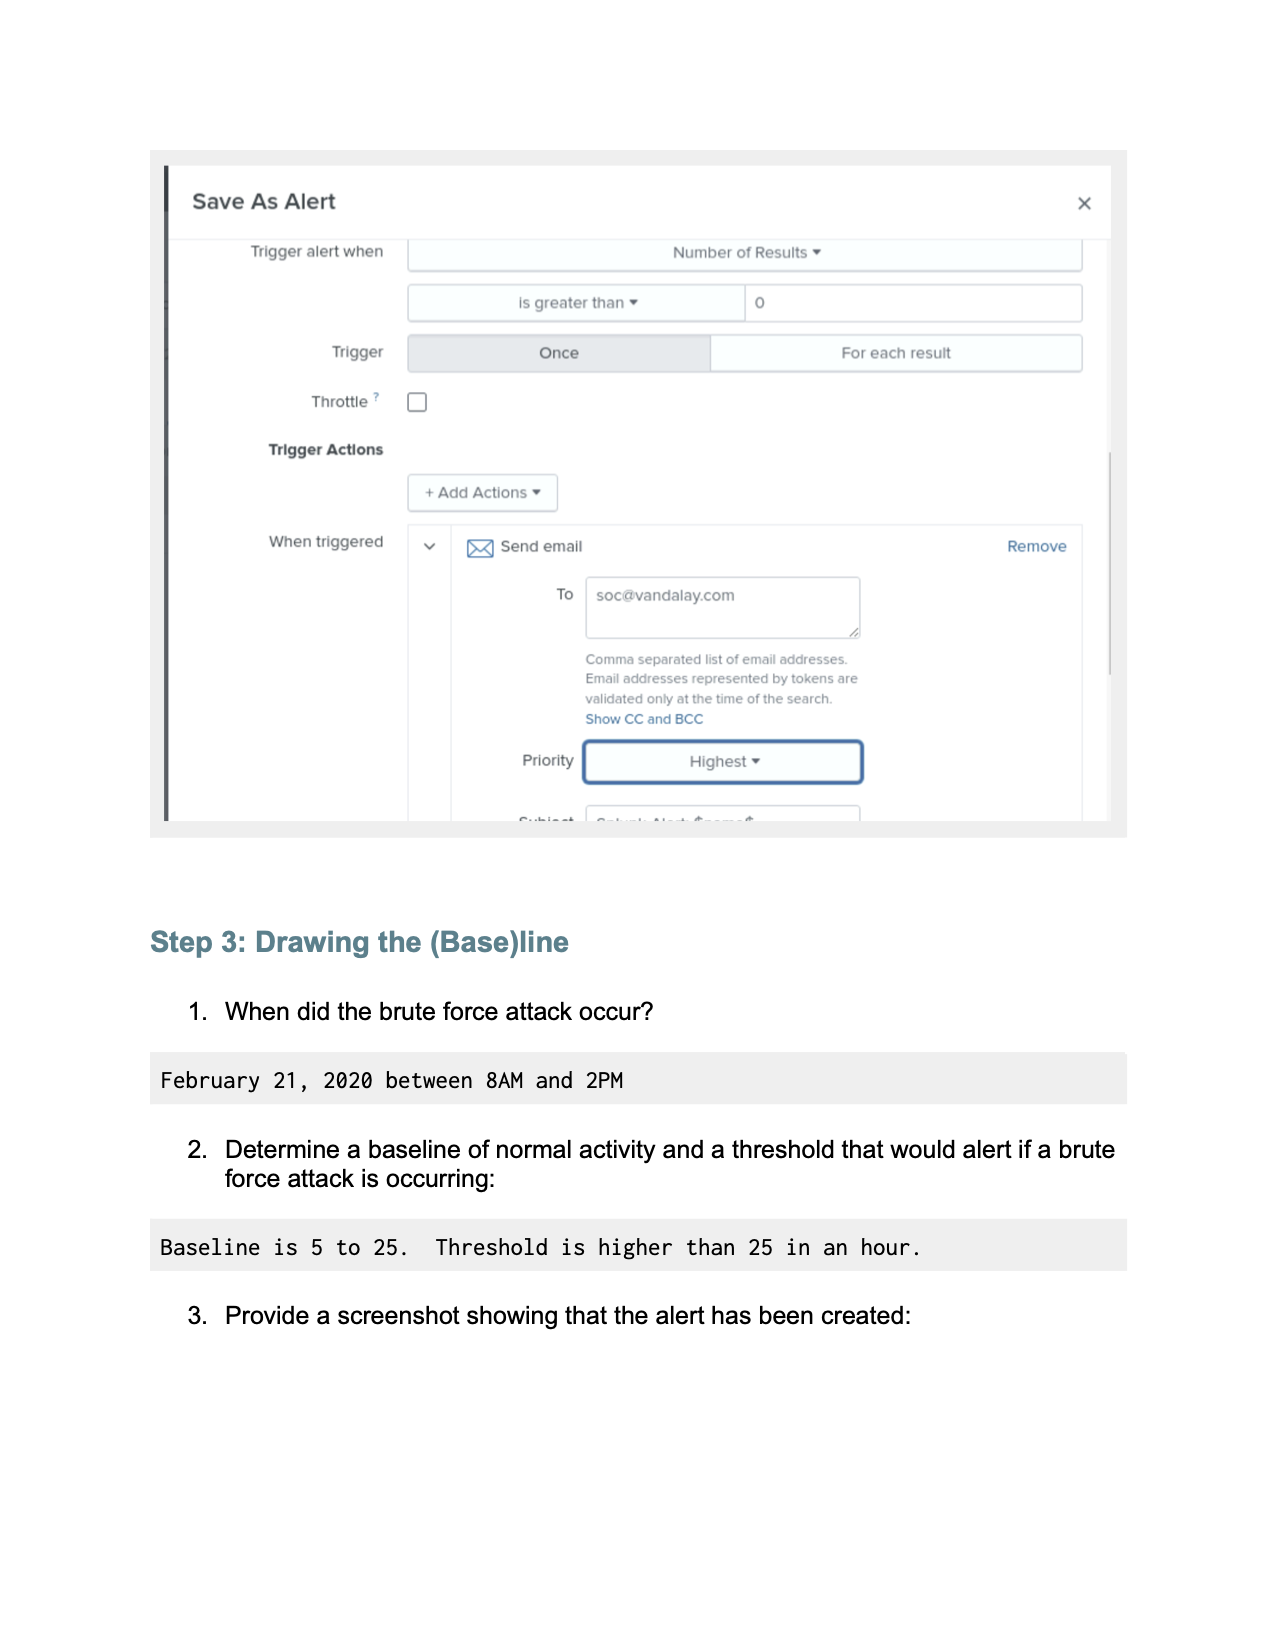 Save As Alert
×
Trigger alert when
Number of Results
is greater than
0
Trigger
Once
For each result
Throttle ?
Trigger Actions
+ Add Actions
When triggered
Send email
Remove
To
soc@vandalay.com
Comma separated list of email addresses.
Email addresses represented by tokens are
validated only at the time of the search.
Show CC and BCC
Priority
Highest
Subject
Splunk Alert: $name$
Step 3: Drawing the (Base)line
1. When did the brute force attack occur?
February 21, 2020 between 8AM and 2PM
2. Determine a baseline of normal activity and a threshold that would alert if a brute
force attack is occurring:
Baseline is 5 to 25.  Threshold is higher than 25 in an hour.
3. Provide a screenshot showing that the alert has been created: